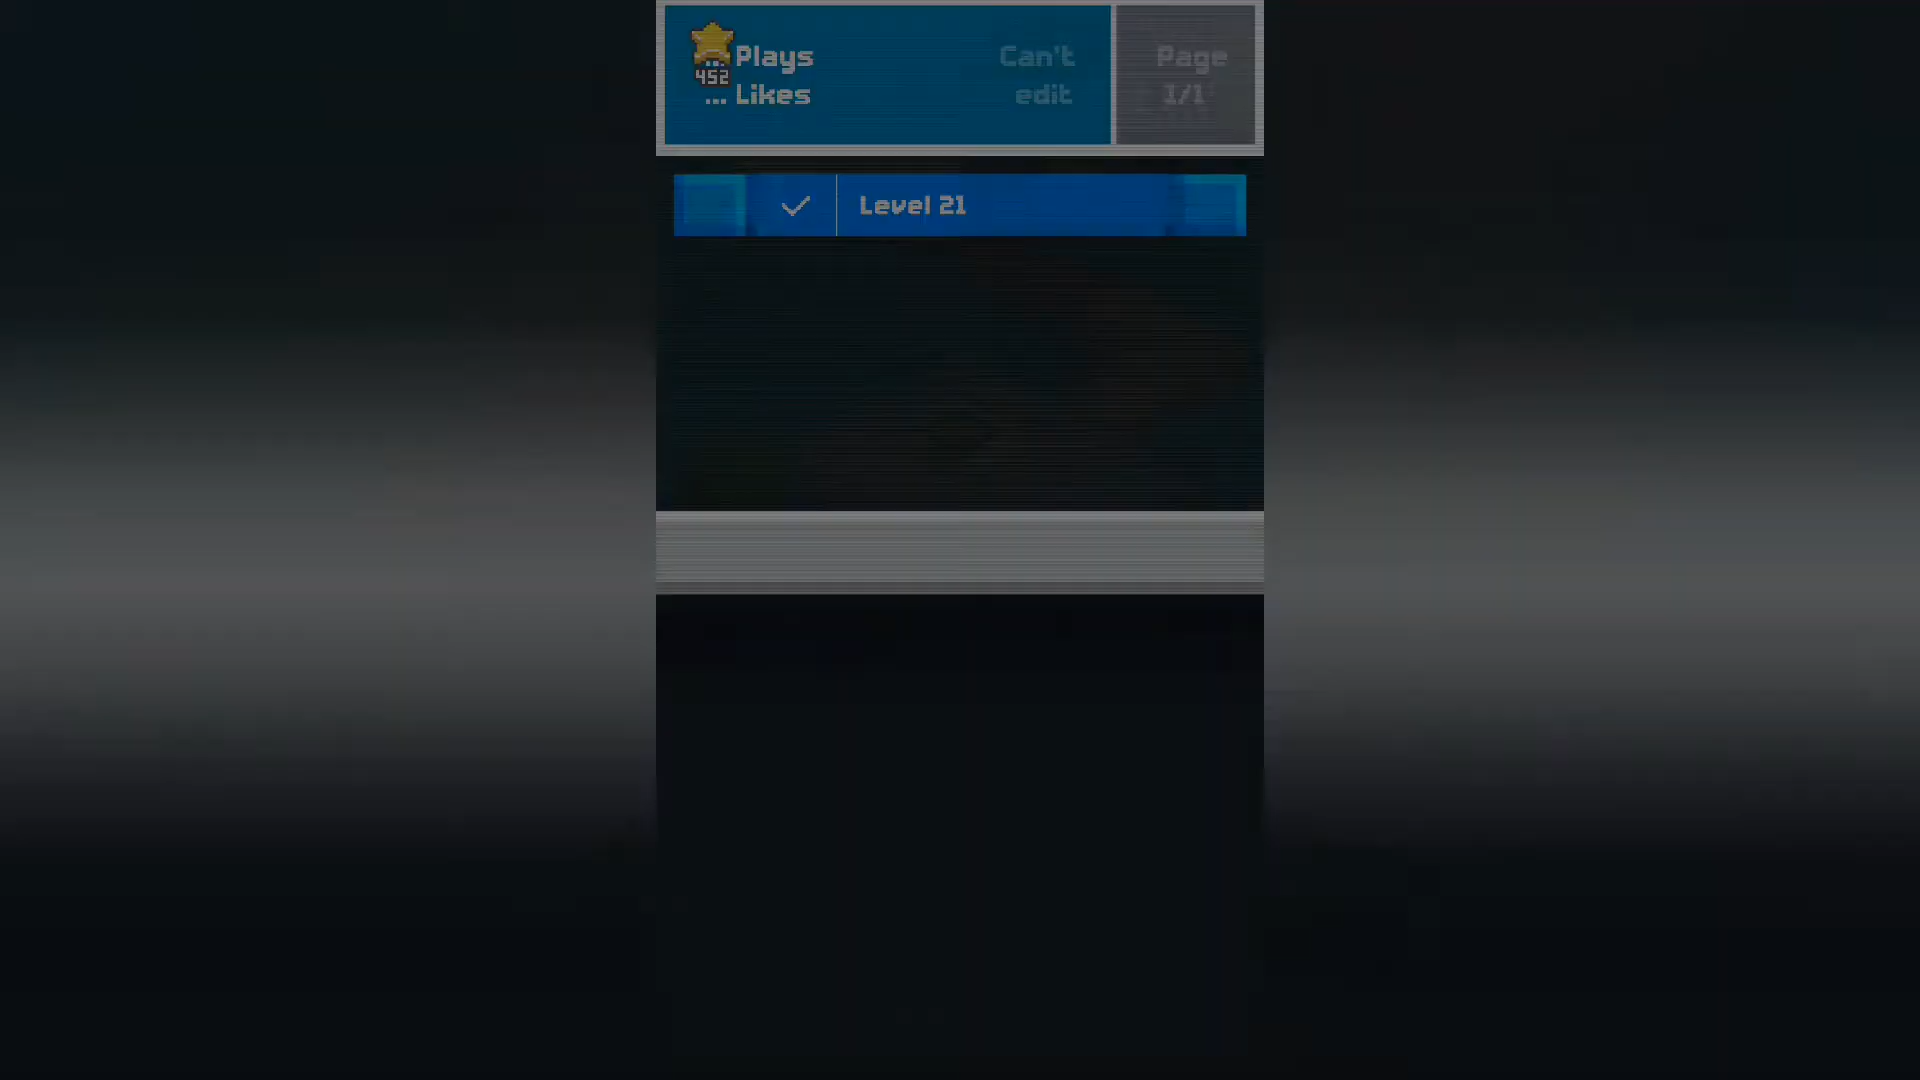 ... Plays
452
... Likes
Can't
edit
Page
1/1
Level 21